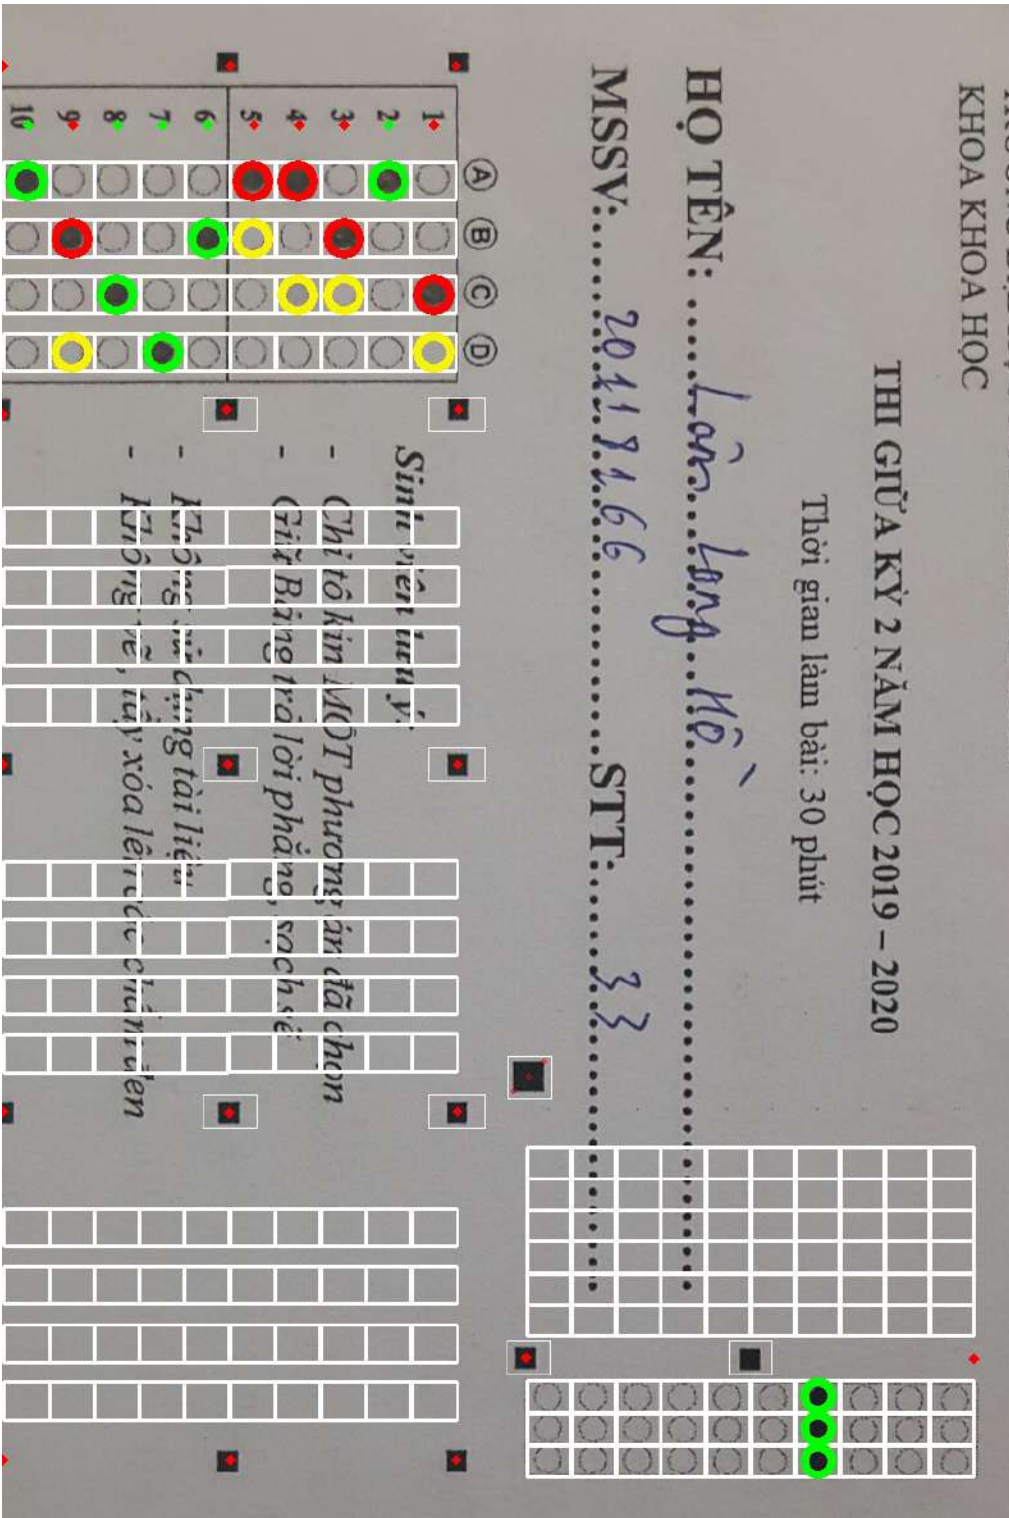 KHOA KHOA HỌC
THI GIỮA KỲ 2 NĂM HỌC 2019 – 2020
Thời gian làm bài: 30 phút
HỌ TÊN: Lâm Long Hồ
MSSV: 20118166 STT: 33
A B C D
1
2
3
4
5
6
7
8
9
10
Sinh viên lưu ý:
- Chỉ tô kín MỘT phương án đã chọn
- Giữ Bảng trả lời phẳng, sạch sẽ
- Không sử dụng tài liệu
- Không vẽ, tẩy xóa lên các chấm đen